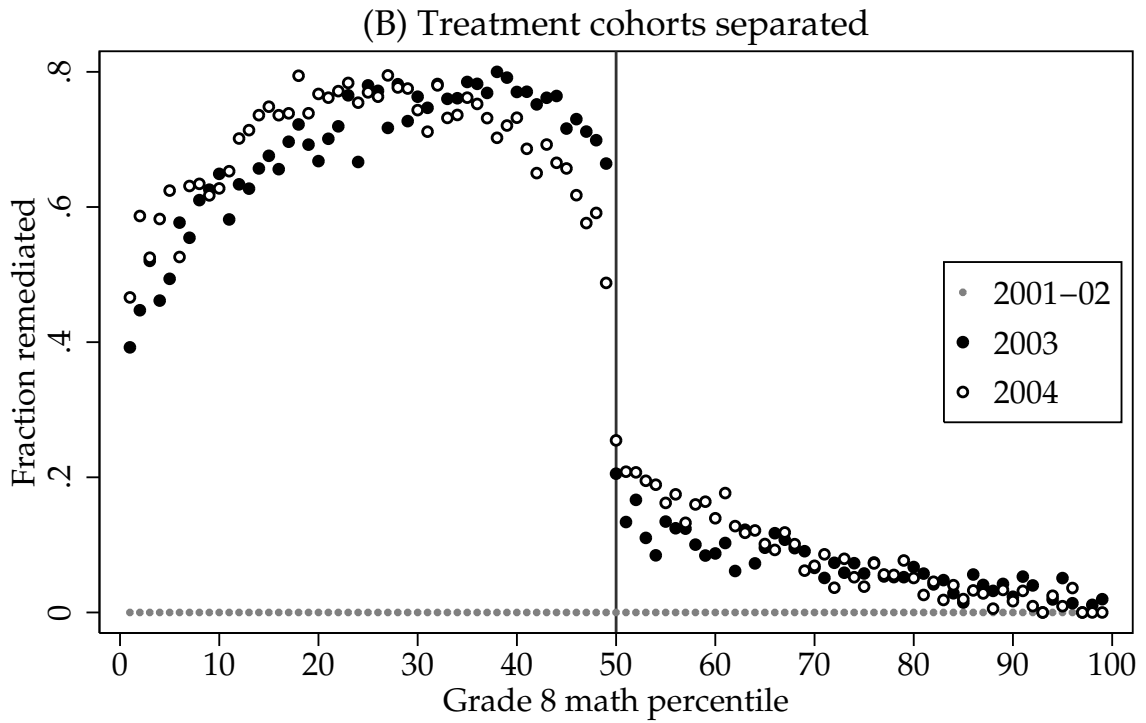 (B) Treatment cohorts separated
Fraction remediated
.8
.6
.4
.2
0
2001–02
2003
2004
0 10 20 30 40 50 60 70 80 90 100
Grade 8 math percentile